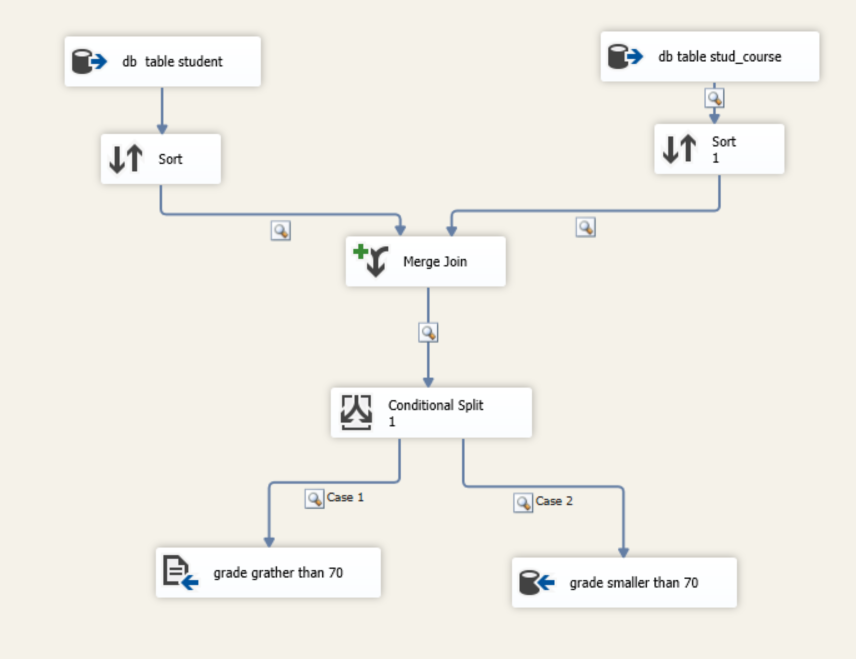 db  table student
db table stud_course
Sort
Sort
1
Merge Join
Conditional Split
1
Case 1
Case 2
grade grather than 70
grade smaller than 70